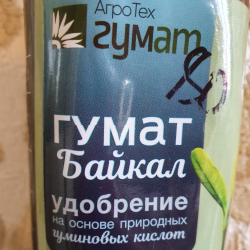 АгроТех
гумат
Я
ГУМАТ
Байкал
удобрение
на основе природных
гуминовых кислот